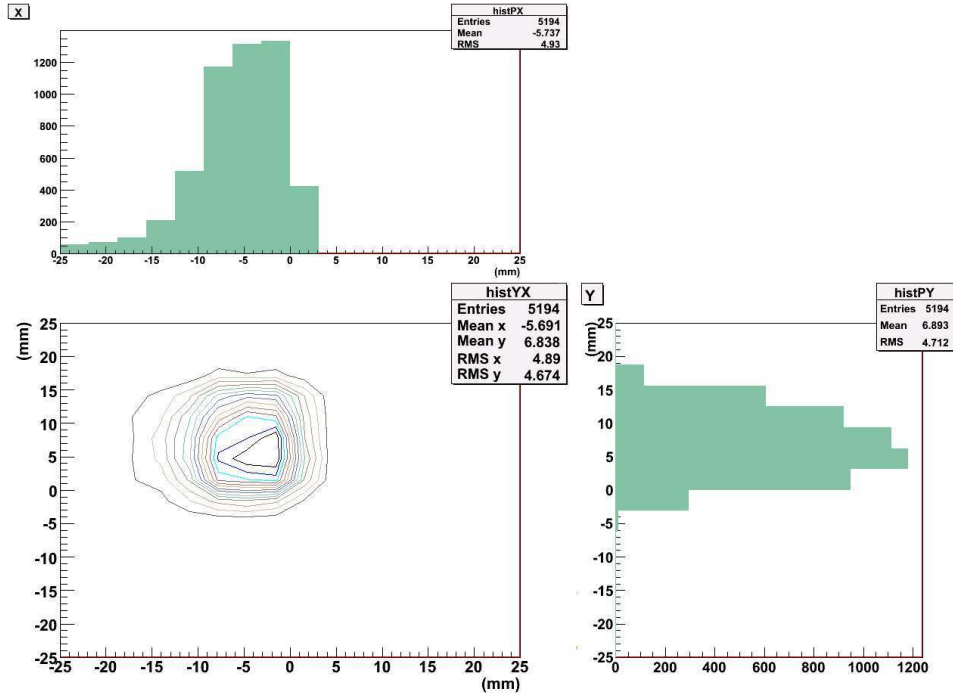 X
histPX
Entries 5194
Mean -5.737
RMS 4.93
1200
1000
800
600
400
200
0
-25 -20 -15 -10 -5 0 5 10 15 20 25
(mm)
histYX
Entries 5194
Mean x -5.691
Mean y 6.838
RMS x 4.89
RMS y 4.674
(mm)
25
20
15
10
5
0
-5
-10
-15
-20
-25
-25 -20 -15 -10 -5 0 5 10 15 20 25
(mm)
Y
histPY
Entries 5194
Mean 6.893
RMS 4.712
(mm)
25
20
15
10
5
0
-5
-10
-15
-20
-25
0 200 400 600 800 1000 1200